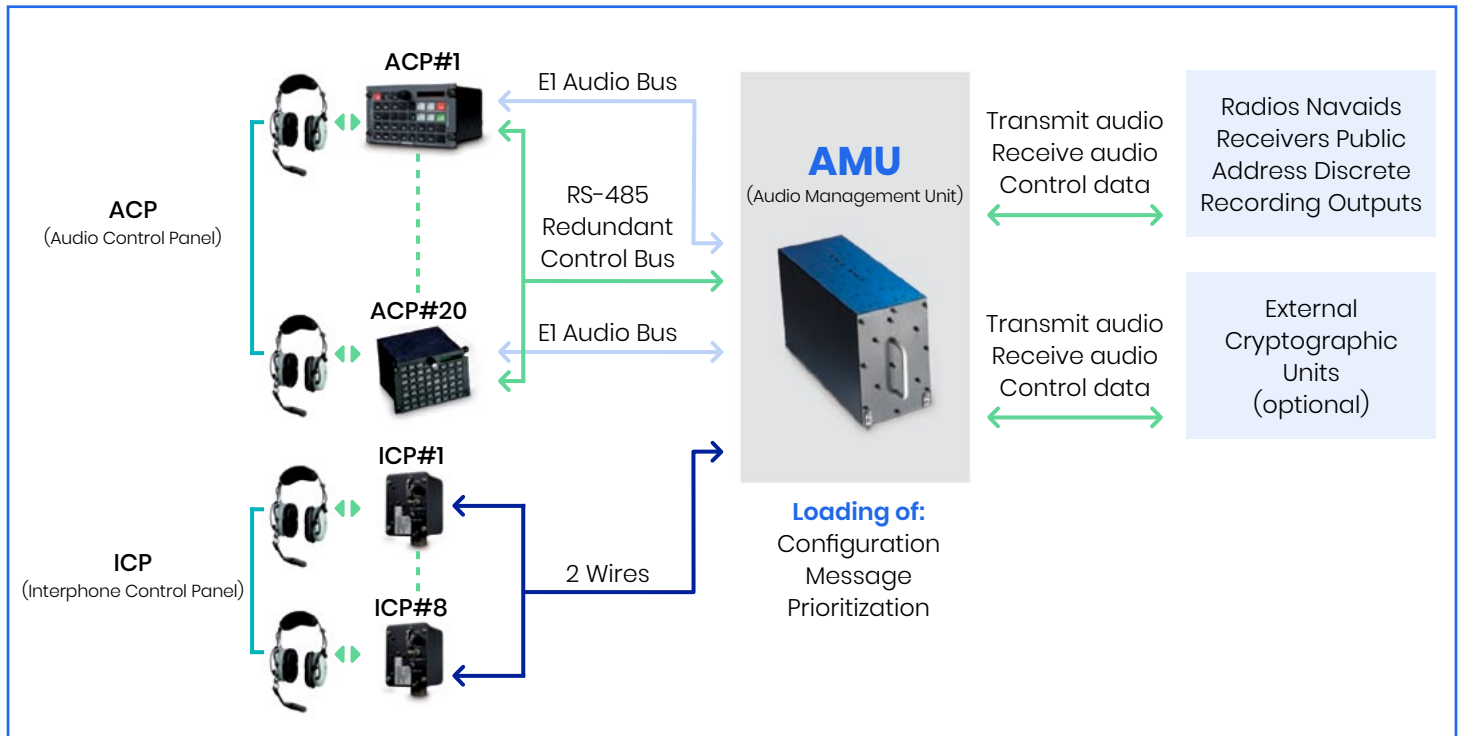 ACP#1
E1 Audio Bus
ACP
(Audio Control Panel)
RS-485
Redundant
Control Bus
ACP#20
E1 Audio Bus
ICP#1
ICP
(Interphone Control Panel)
2 Wires
ICP#8
AMU
(Audio Management Unit)
Loading of:
Configuration
Message
Prioritization
Transmit audio
Receive audio
Control data
Radios Navaids
Receivers Public
Address Discrete
Recording Outputs
Transmit audio
Receive audio
Control data
External
Cryptographic
Units
(optional)